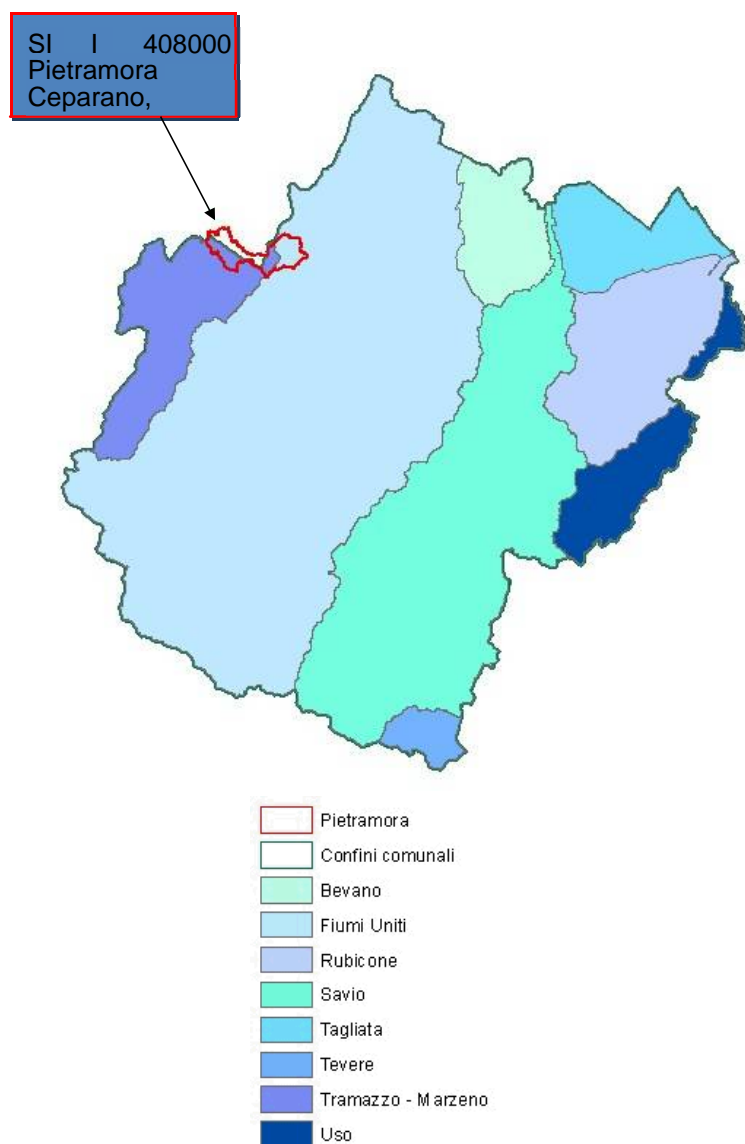 SI I 408000
Pietramora
Ceparano,
Pietramora
Confini comunali
Bevano
Fiumi Uniti
Rubicone
Savio
Tagliata
Tevere
Tramazzo - Marzeno
Uso